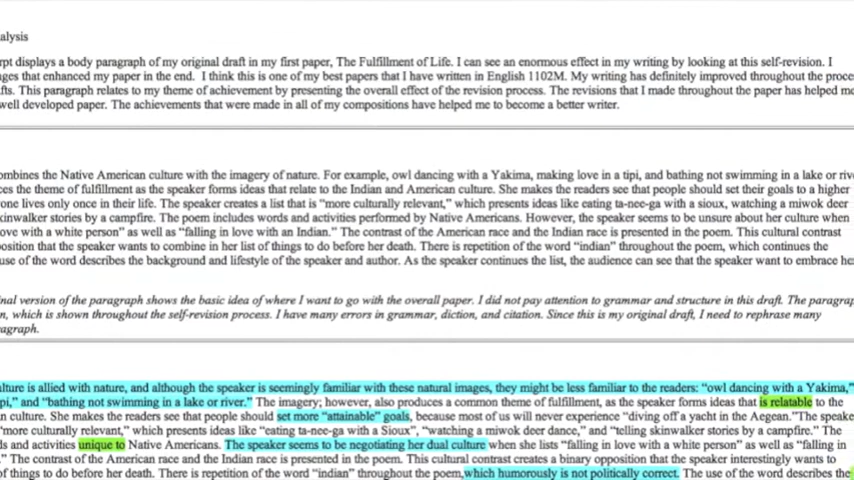 alysis
rpt displays a body paragraph of my original draft in my first paper, The Fulfillment of Life. I can see an enormous effect in my writing by looking at this self-revision. I
ges that enhanced my paper in the end.  I think this is one of my best papers that I have written in English 1102M. My writing has definitely improved throughout the proce
fts. This paragraph relates to my theme of achievement by presenting the overall effect of the revision process. The revisions that I made throughout the paper has helped me
well developed paper. The achievements that were made in all of my compositions have helped me to become a better writer.
ombines the Native American culture with the imagery of nature. For example, owl dancing with a Yakima, making love in a tipi, and bathing not swimming in a lake or rive
ces the theme of fulfillment as the speaker forms ideas that relate to the Indian and American culture. She makes the readers see that people should set their goals to a higher
one lives only once in their life. The speaker creates a list that is “more culturally relevant,” which presents ideas like eating ta-nee-ga with a sioux, watching a miwok deer
kinwalker stories by a campfire. The poem includes words and activities performed by Native Americans. However, the speaker seems to be unsure about her culture when
ove with a white person” as well as “falling in love with an Indian.” The contrast of the American race and the Indian race is presented in the poem. This cultural contrast
position that the speaker wants to combine in her list of things to do before her death. There is repetition of the word “indian” throughout the poem, which continues the
use of the word describes the background and lifestyle of the speaker and author. As the speaker continues the list, the audience can see that the speaker want to embrace he
nal version of the paragraph shows the basic idea of where I want to go with the overall paper. I did not pay attention to grammar and structure in this draft. The paragrap
n, which is shown throughout the self-revision process. I have many errors in grammar, diction, and citation. Since this is my original draft, I need to rephrase many
agraph.
ulture is allied with nature, and although the speaker is seemingly familiar with these natural images, they might be less familiar to the readers: “owl dancing with a Yakima,”
pi,” and “bathing not swimming in a lake or river.” The imagery; however, also produces a common theme of fulfillment, as the speaker forms ideas that is relatable to the
n culture. She makes the readers see that people should set more “attainable” goals, because most of us will never experience “diving off a yacht in the Aegean.”The speake
“more culturally relevant,” which presents ideas like “eating ta-nee-ga with a Sioux”, “watching a miwok deer dance,” and “telling skinwalker stories by a campfire.” The
ds and activities unique to Native Americans. The speaker seems to be negotiating her dual culture when she lists “falling in love with a white person” as well as “falling in
.” The contrast of the American race and the Indian race is presented in the poem. This cultural contrast creates a binary opposition that the speaker interestingly wants to
of things to do before her death. There is repetition of the word “indian” throughout the poem,which humorously is not politically correct. The use of the word describes the